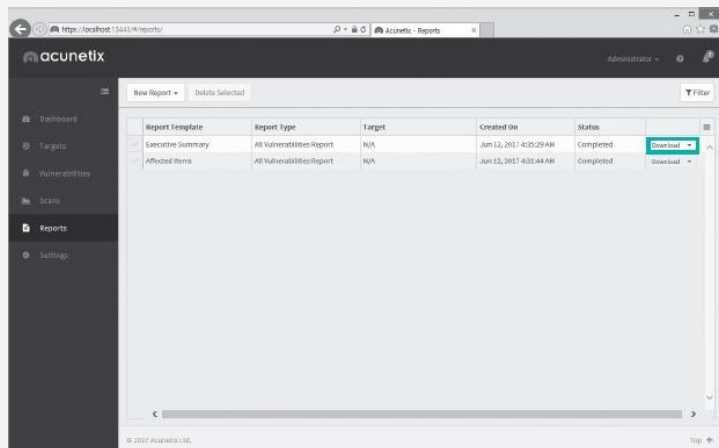 https://localhost:13443/#/reports/
Acunetix - Reports
acunetix
Administrator
New Report
Delete Selected
Filter
Dashboard
Targets
Vulnerabilities
Scans
Reports
Settings
Report Template Report Type Target Created On Status
Executive Summary All Vulnerabilities Report N/A Jun 12, 2017 4:35:29 AM Completed Download
Affected Items All Vulnerabilities Report N/A Jun 12, 2017 4:31:44 AM Completed Download
© 2017 Acunetix Ltd.
Top